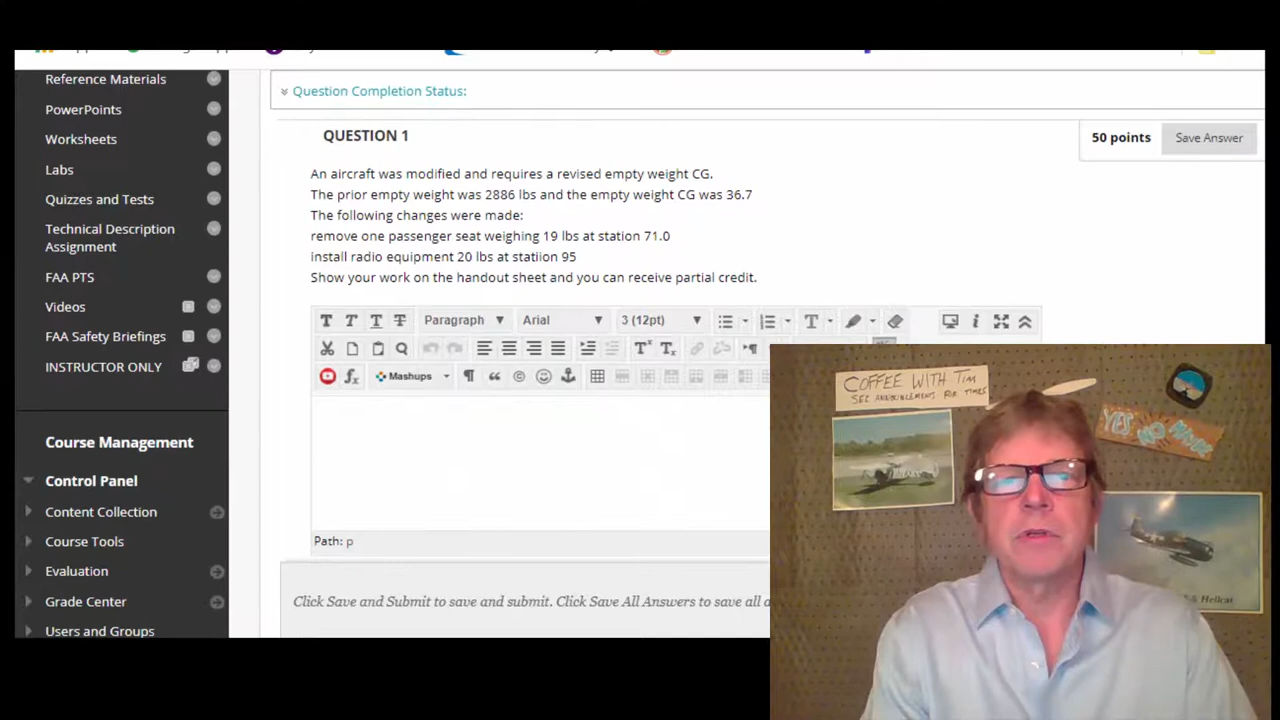 Reference Materials
PowerPoints
Worksheets
Labs
Quizzes and Tests
Technical Description
Assignment
FAA PTS
Videos
FAA Safety Briefings
INSTRUCTOR ONLY
Course Management
Control Panel
Content Collection
Course Tools
Evaluation
Grade Center
Users and Groups
Question Completion Status:
QUESTION 1
50 points
Save Answer
An aircraft was modified and requires a revised empty weight CG.
The prior empty weight was 2886 lbs and the empty weight CG was 36.7
The following changes were made:
remove one passenger seat weighing 19 lbs at station 71.0
install radio equipment 20 lbs at statiion 95
Show your work on the handout sheet and you can receive partial credit.
T T T T Paragraph Arial 3 (12pt)
Mashups
Path: p
Click Save and Submit to save and submit. Click Save All Answers to save all
COFFEE WITH TIM
SEE ANNOUNCEMENTS FOR TIMES
YES NO
Hellcat